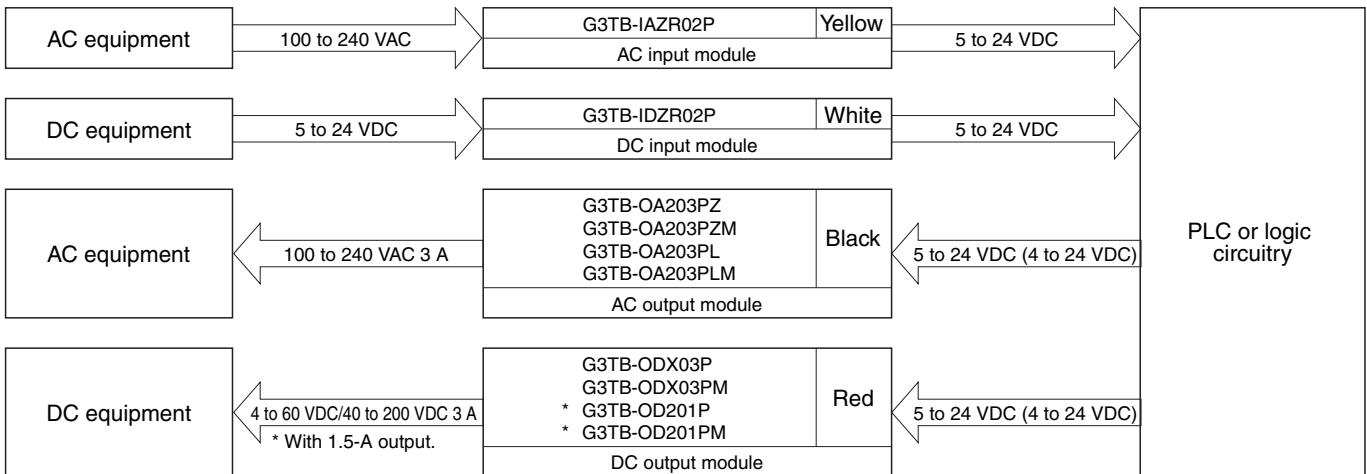 AC equipment
100 to 240 VAC
G3TB-IAZR02P
Yellow
AC input module
5 to 24 VDC
DC equipment
5 to 24 VDC
G3TB-IDZR02P
White
DC input module
5 to 24 VDC
AC equipment
100 to 240 VAC 3 A
G3TB-OA203PZ
G3TB-OA203PZM
G3TB-OA203PL
G3TB-OA203PLM
Black
AC output module
5 to 24 VDC (4 to 24 VDC)
PLC or logic
circuitry
DC equipment
4 to 60 VDC/40 to 200 VDC 3 A
* With 1.5-A output.
G3TB-ODX03P
G3TB-ODX03PM
* G3TB-OD201P
* G3TB-OD201PM
Red
DC output module
5 to 24 VDC (4 to 24 VDC)